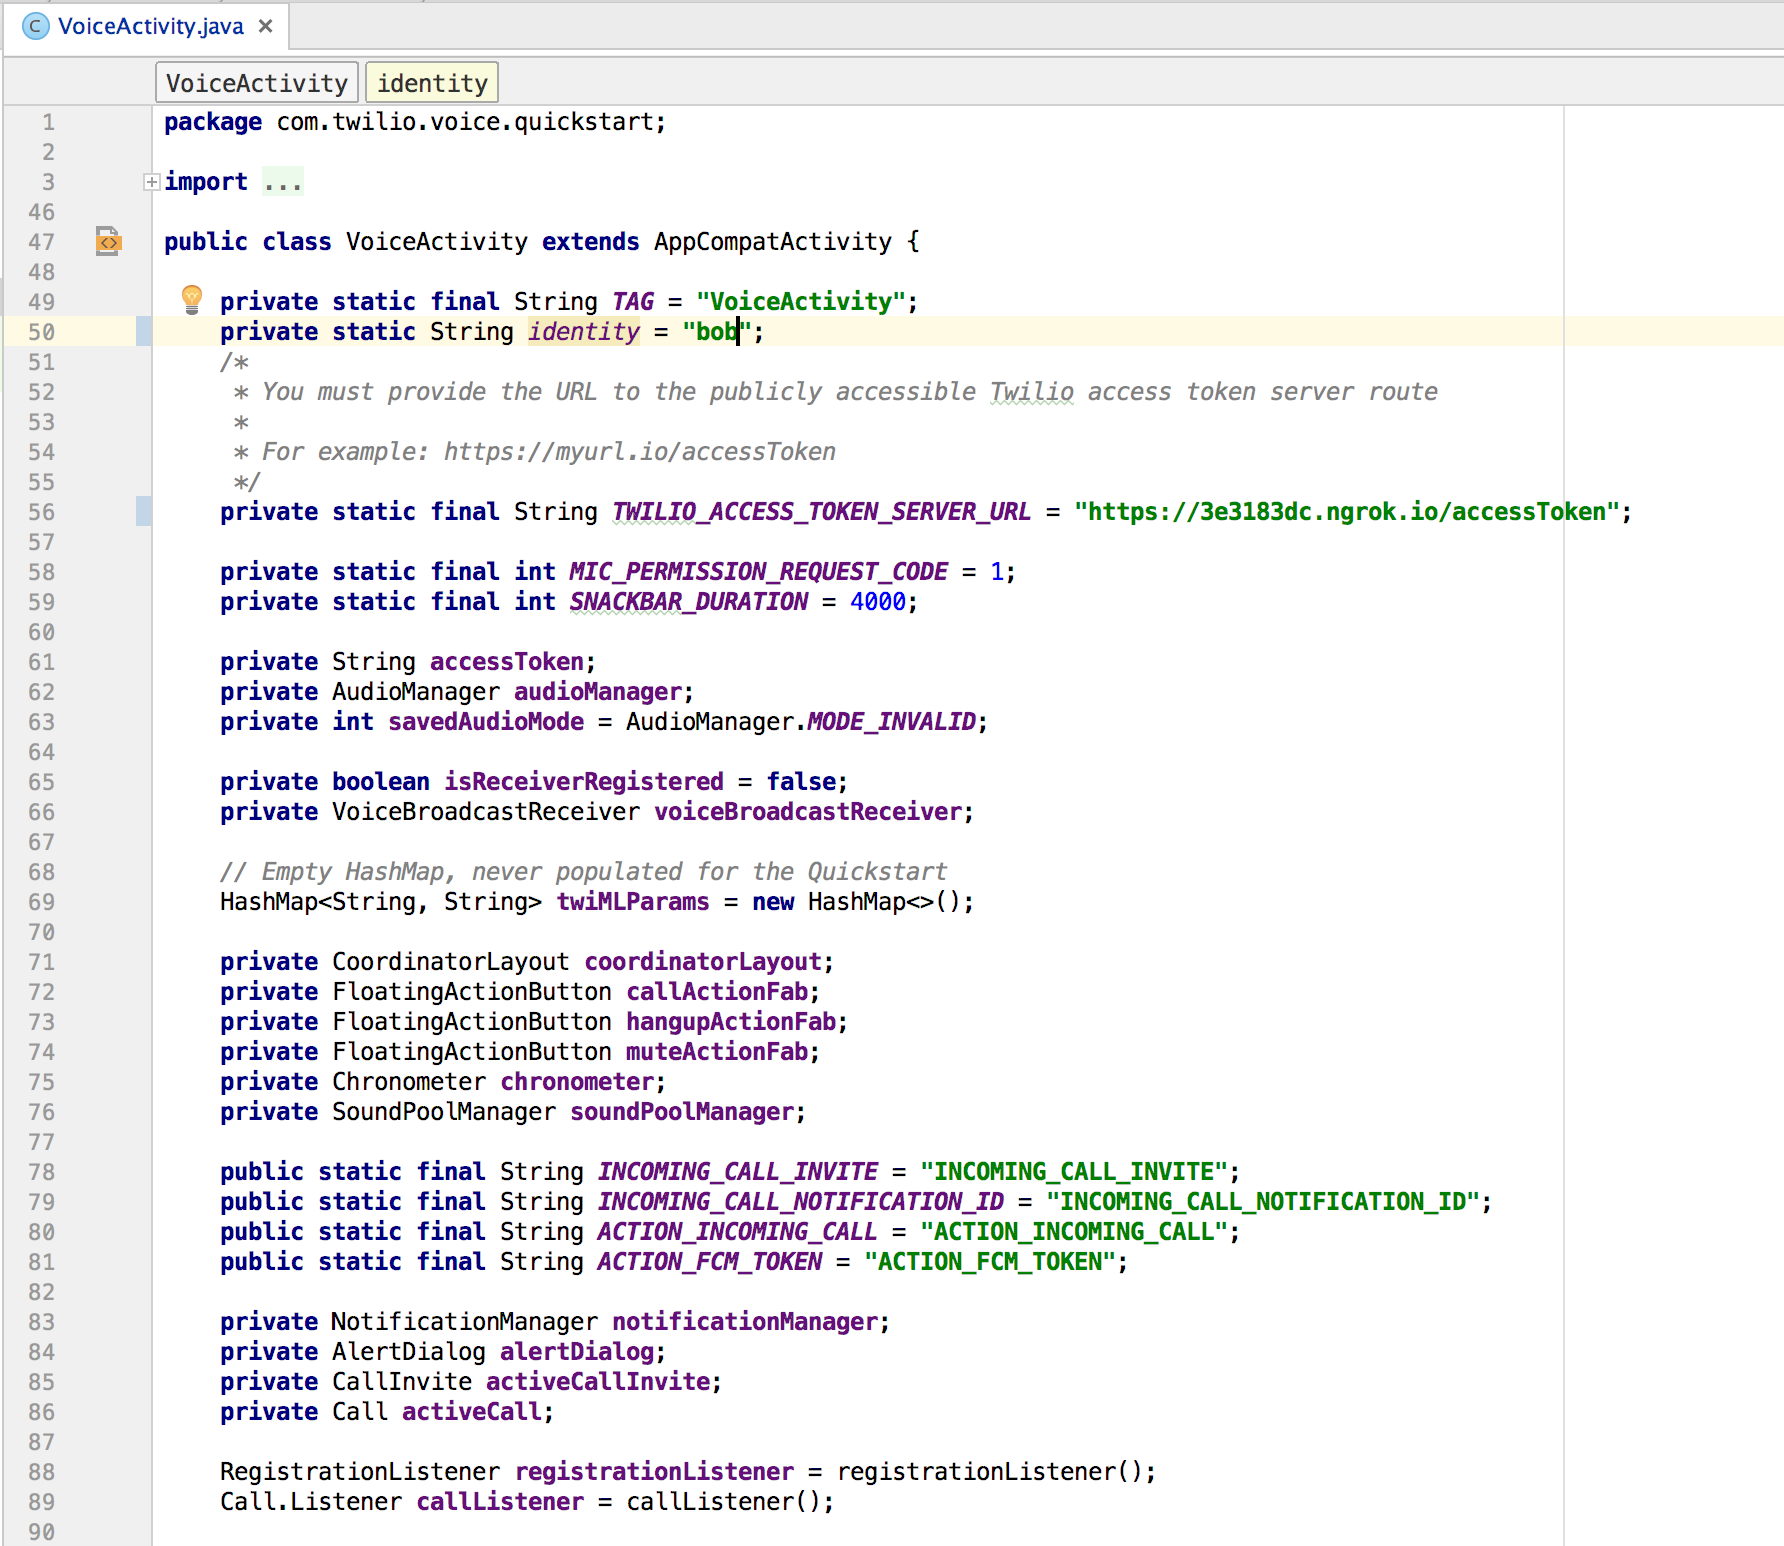 C VoiceActivity.java ×
VoiceActivity identity
1 package com.twilio.voice.quickstart;
2
3 import ...
46
47 public class VoiceActivity extends AppCompatActivity {
48
49 private static final String TAG = "VoiceActivity";
50 private static String identity = "bob";
51 /*
52 * You must provide the URL to the publicly accessible Twilio access token server route
53 *
54 * For example: https://myurl.io/accessToken
55 */
56 private static final String TWILIO_ACCESS_TOKEN_SERVER_URL = "https://3e3183dc.ngrok.io/accessToken";
57
58 private static final int MIC_PERMISSION_REQUEST_CODE = 1;
59 private static final int SNACKBAR_DURATION = 4000;
60
61 private String accessToken;
62 private AudioManager audioManager;
63 private int savedAudioMode = AudioManager.MODE_INVALID;
64
65 private boolean isReceiverRegistered = false;
66 private VoiceBroadcastReceiver voiceBroadcastReceiver;
67
68 // Empty HashMap, never populated for the Quickstart
69 HashMap<String, String> twiMLParams = new HashMap<>();
70
71 private CoordinatorLayout coordinatorLayout;
72 private FloatingActionButton callActionFab;
73 private FloatingActionButton hangupActionFab;
74 private FloatingActionButton muteActionFab;
75 private Chronometer chronometer;
76 private SoundPoolManager soundPoolManager;
77
78 public static final String INCOMING_CALL_INVITE = "INCOMING_CALL_INVITE";
79 public static final String INCOMING_CALL_NOTIFICATION_ID = "INCOMING_CALL_NOTIFICATION_ID";
80 public static final String ACTION_INCOMING_CALL = "ACTION_INCOMING_CALL";
81 public static final String ACTION_FCM_TOKEN = "ACTION_FCM_TOKEN";
82
83 private NotificationManager notificationManager;
84 private AlertDialog alertDialog;
85 private CallInvite activeCallInvite;
86 private Call activeCall;
87
88 RegistrationListener registrationListener = registrationListener();
89 Call.Listener callListener = callListener();
90